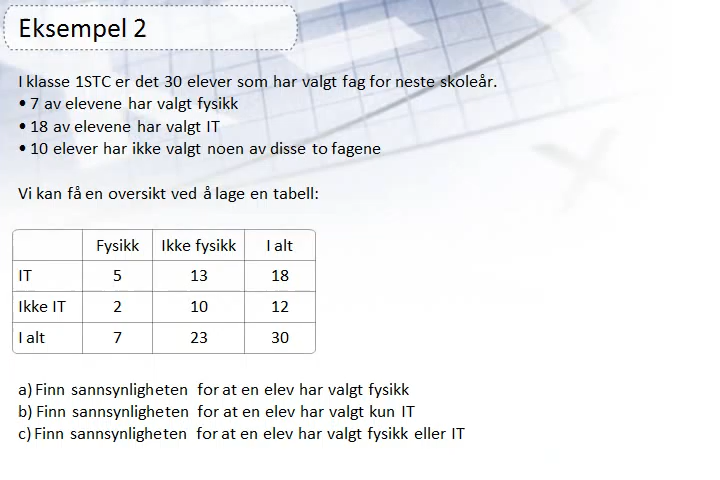 Eksempel 2
I klasse 1STC er det 30 elever som har valgt fag for neste skoleår.
• 7 av elevene har valgt fysikk
• 18 av elevene har valgt IT
• 10 elever har ikke valgt noen av disse to fagene
Vi kan få en oversikt ved å lage en tabell:
Fysikk Ikke fysikk I alt
IT 5 13 18
Ikke IT 2 10 12
I alt 7 23 30
a) Finn sannsynligheten for at en elev har valgt fysikk
b) Finn sannsynligheten for at en elev har valgt kun IT
c) Finn sannsynligheten for at en elev har valgt fysikk eller IT